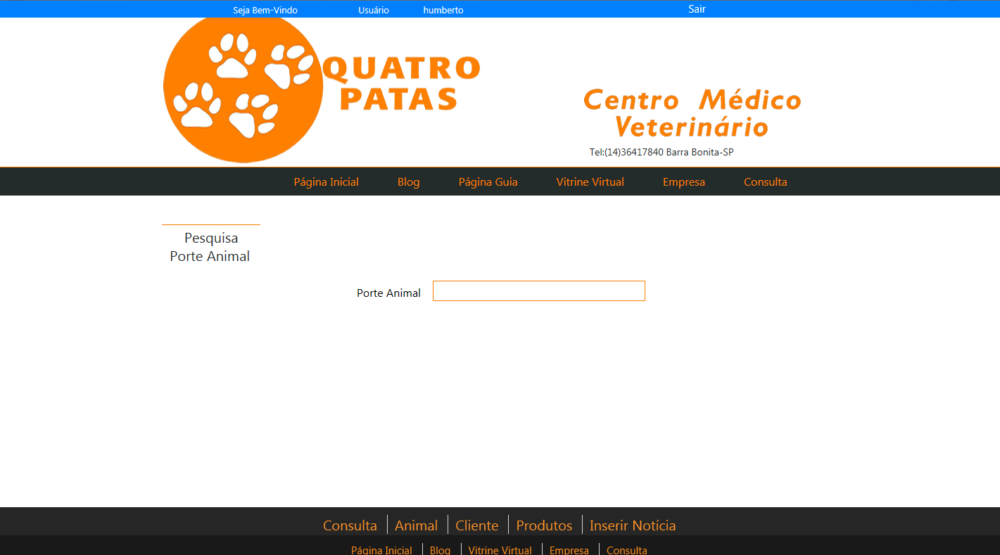 Seja Bem-Vindo Usuário humberto Sair
QUATRO
PATAS
Centro Médico
Veterinário
Tel:(14)36417840 Barra Bonita-SP
Página Inicial Blog Página Guia Vitrine Virtual Empresa Consulta
Pesquisa
Porte Animal
Porte Animal
Consulta Animal Cliente Produtos Inserir Notícia
Página Inicial Blog Vitrine Virtual Empresa Consulta